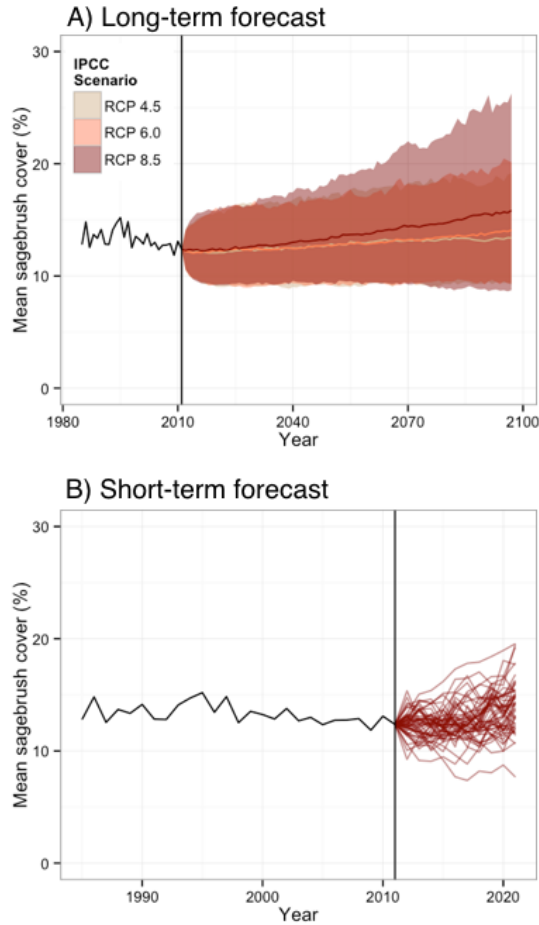 A) Long-term forecast
Mean sagebrush cover (%)
30
20
10
0
IPCC
Scenario
RCP 4.5
RCP 6.0
RCP 8.5
1980 2010 2040 2070 2100
Year
B) Short-term forecast
Mean sagebrush cover (%)
30
20
10
0
1990 2000 2010 2020
Year